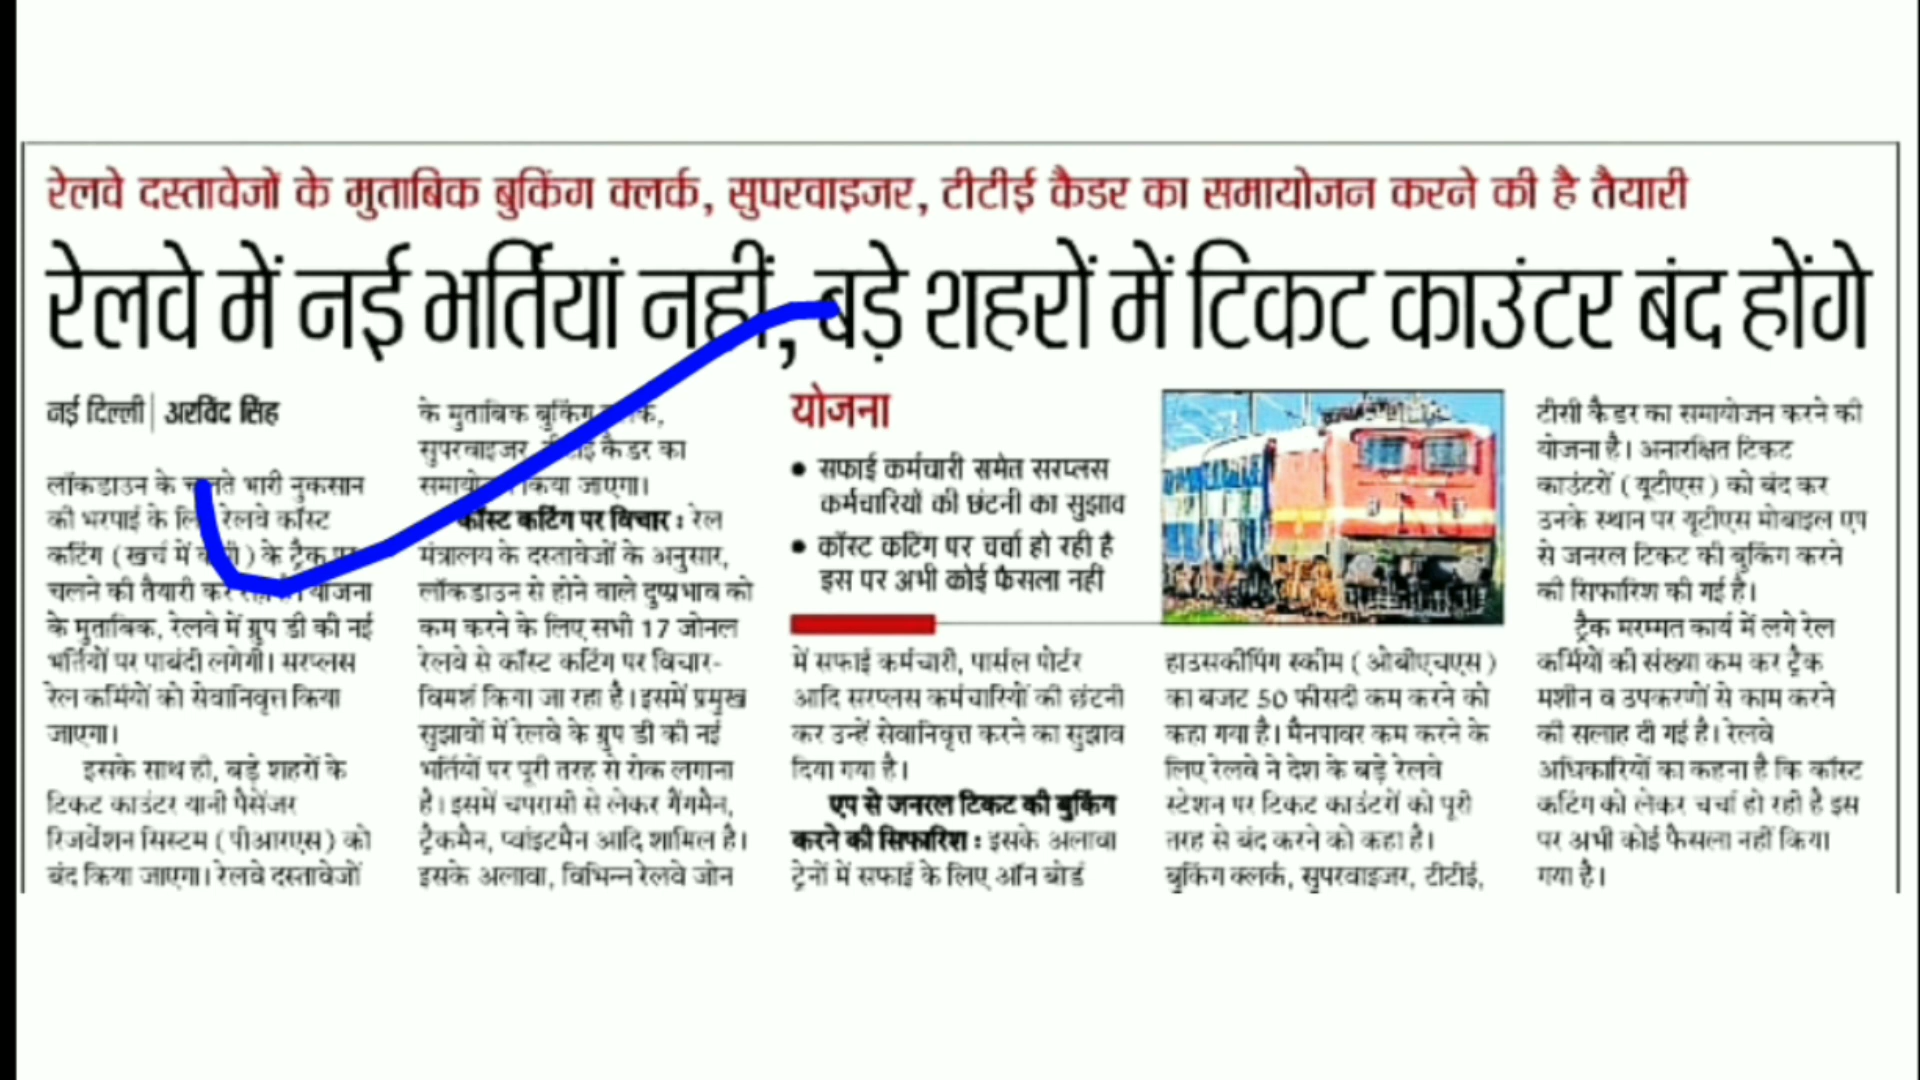 रेलवे दस्तावेजों के मुताबिक बुकिंग क्लर्क, सुपरवाइजर, टीटीई कैडर का समायोजन करने की है तैयारी
रेलवे में नई भर्तियां नहीं, बड़े शहरों में टिकट काउंटर बंद होंगे
नई दिल्ली | अरविंद सिंह
लॉकडाउन के चलते भारी नुकसान
की भरपाई के लिए रेलवे कॉस्ट
कटिंग (खर्च में कमी) के ट्रैक पर
चलने की तैयारी कर रहा है। योजना
के मुताबिक, रेलवे में ग्रुप डी की नई
भर्तियों पर पाबंदी लगेगी। सरप्लस
रेल कर्मियों को सेवानिवृत्त किया
जाएगा।
इसके साथ ही, बड़े शहरों के
टिकट काउंटर यानी पैसेंजर
रिजर्वेशन सिस्टम (पीआरएस) को
बंद किया जाएगा। रेलवे दस्तावेजों
के मुताबिक बुकिंग क्लर्क,
सुपरवाइजर, टीटीई कैडर का
समायोजन किया जाएगा।
कॉस्ट कटिंग पर विचार : रेल
मंत्रालय के दस्तावेजों के अनुसार,
लॉकडाउन से होने वाले दुष्प्रभाव को
कम करने के लिए सभी 17 जोनल
रेलवे से कॉस्ट कटिंग पर विचार-
विमर्श किया जा रहा है। इसमें प्रमुख
सुझावों में रेलवे के ग्रुप डी की नई
भर्तियों पर पूरी तरह से रोक लगाना
है। इसमें चपरासी से लेकर गैंगमैन,
ट्रैकमैन, प्वांइटमैन आदि शामिल है।
इसके अलावा, विभिन्न रेलवे जोन
योजना
• सफाई कर्मचारी समेत सरप्लस
कर्मचारियों की छंटनी का सुझाव
• कॉस्ट कटिंग पर चर्चा हो रही है
इस पर अभी कोई फैसला नहीं
में सफाई कर्मचारी, पार्सल पोर्टर
आदि सरप्लस कर्मचारियों की छंटनी
कर उन्हें सेवानिवृत्त करने का सुझाव
दिया गया है।
एप से जनरल टिकट की बुकिंग
करने की सिफारिश : इसके अलावा
ट्रेनों में सफाई के लिए ऑन बोर्ड
हाउसकीपिंग स्कीम (ओबीएचएस)
का बजट 50 फीसदी कम करने को
कहा गया है। मैनपावर कम करने के
लिए रेलवे ने देश के बड़े रेलवे
स्टेशन पर टिकट काउंटरों को पूरी
तरह से बंद करने को कहा है।
बुकिंग क्लर्क, सुपरवाइजर, टीटीई,
टीसी कैडर का समायोजन करने की
योजना है। अनारक्षित टिकट
काउंटरों (यूटीएस) को बंद कर
उनके स्थान पर यूटीएस मोबाइल एप
से जनरल टिकट की बुकिंग करने
की सिफारिश की गई है।
ट्रैक मरम्मत कार्य में लगे रेल
कर्मियों की संख्या कम कर ट्रैक
मशीन व उपकरणों से काम करने
की सलाह दी गई है। रेलवे
अधिकारियों का कहना है कि कॉस्ट
कटिंग को लेकर चर्चा हो रही है इस
पर अभी कोई फैसला नहीं किया
गया है।